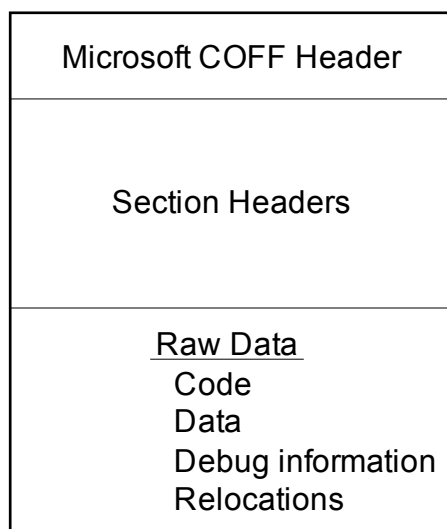 Microsoft COFF Header
Section Headers
Raw Data
Code
Data
Debug information
Relocations